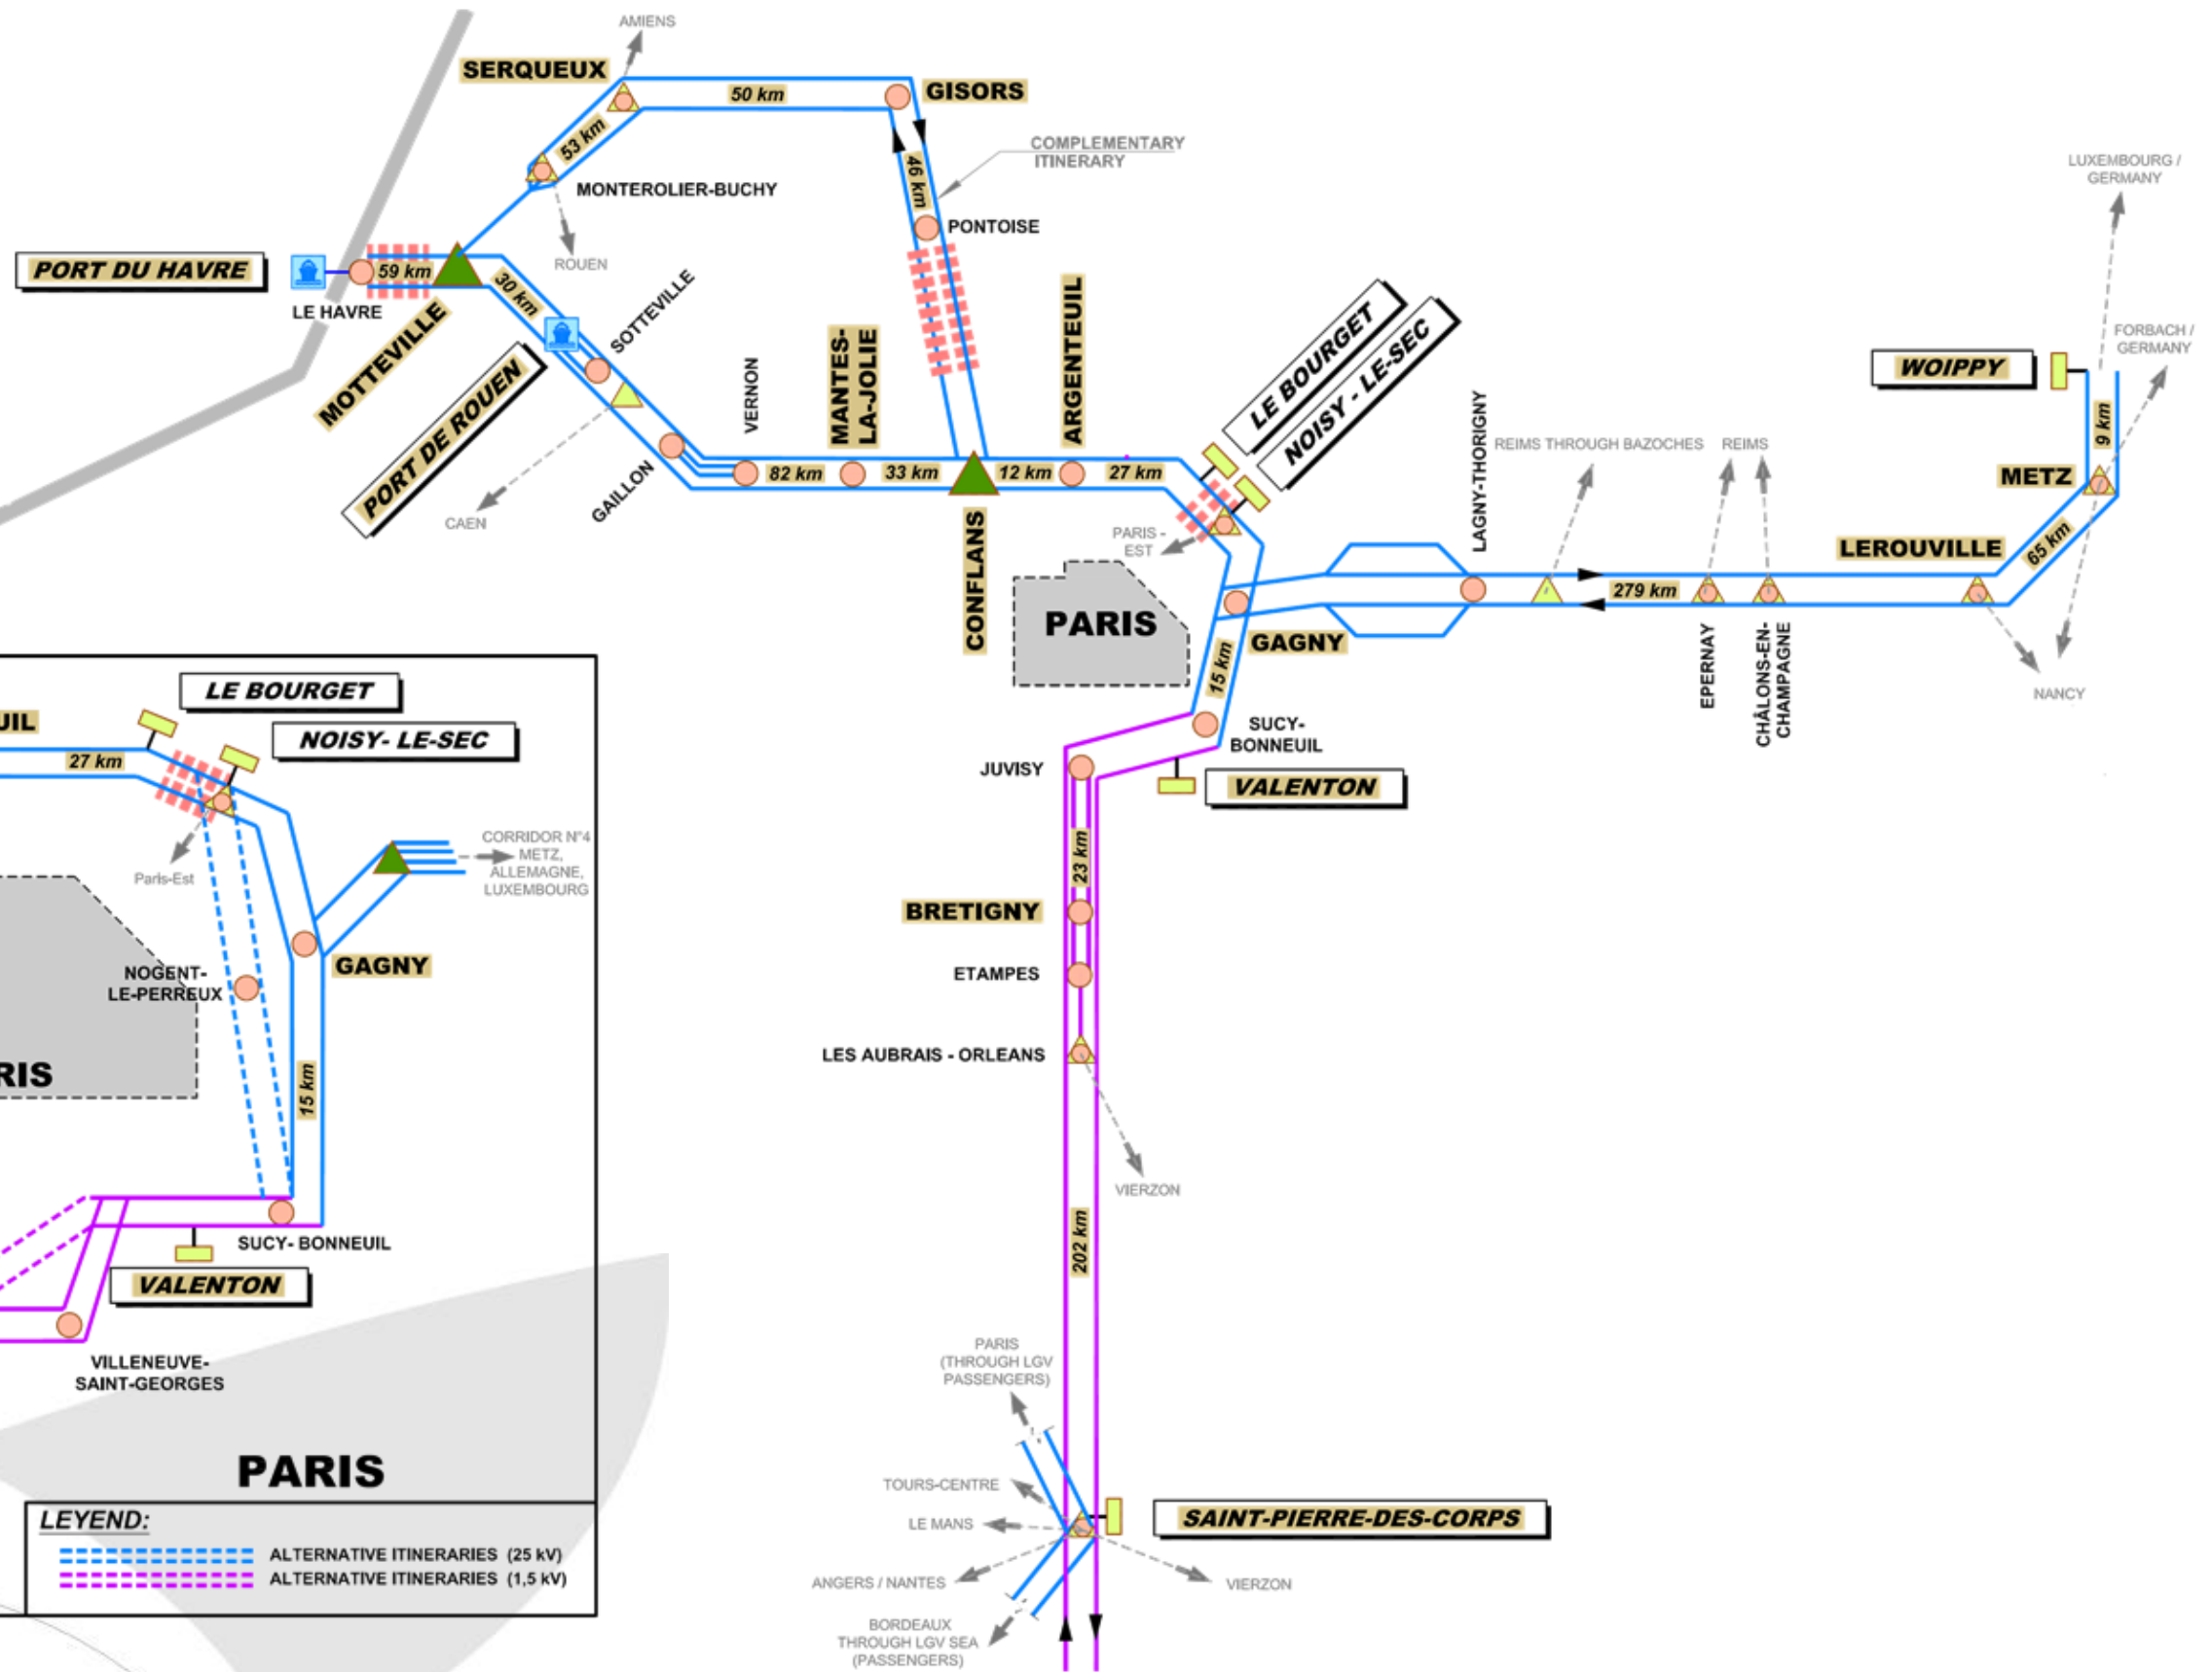 AMIENS
SERQUEUX
50 km
GISORS
53 km
COMPLEMENTARY
ITINERARY
46 km
MONTEROLIER-BUCHY
PONTOISE
ROUEN
LUXEMBOURG /
GERMANY
PORT DU HAVRE
59 km
LE HAVRE
MOTTEVILLE
30 km
SOTTEVILLE
PORT DE ROUEN
CAEN
GAILLON
VERNON
82 km
MANTES-
LA-JOLIE
33 km
CONFLANS
12 km
ARGENTEUIL
27 km
LE BOURGET
NOISY - LE-SEC
PARIS -
EST
PARIS
LAGNY-THORIGNY
REIMS THROUGH BAZOCHES
REIMS
FORBACH /
GERMANY
WOIPPY
9 km
METZ
LEROUVILLE
65 km
279 km
GAGNY
15 km
EPERNAY
CHÂLONS-EN-
CHAMPAGNE
NANCY
SUCY-
BONNEUIL
JUVISY
VALENTON
23 km
BRETIGNY
ETAMPES
LES AUBRAIS - ORLEANS
VIERZON
202 km
PARIS
(THROUGH LGV
PASSENGERS)
TOURS-CENTRE
LE MANS
SAINT-PIERRE-DES-CORPS
ANGERS / NANTES
VIERZON
BORDEAUX
THROUGH LGV SEA
(PASSENGERS)
LE BOURGET
UIL
NOISY- LE-SEC
27 km
CORRIDOR N°4
METZ,
ALLEMAGNE,
LUXEMBOURG
Paris-Est
GAGNY
NOGENT-
LE-PERREUX
RIS
15 km
SUCY- BONNEUIL
VALENTON
VILLENEUVE-
SAINT-GEORGES
PARIS
LEYEND:
ALTERNATIVE ITINERARIES (25 kV)
ALTERNATIVE ITINERARIES (1,5 kV)